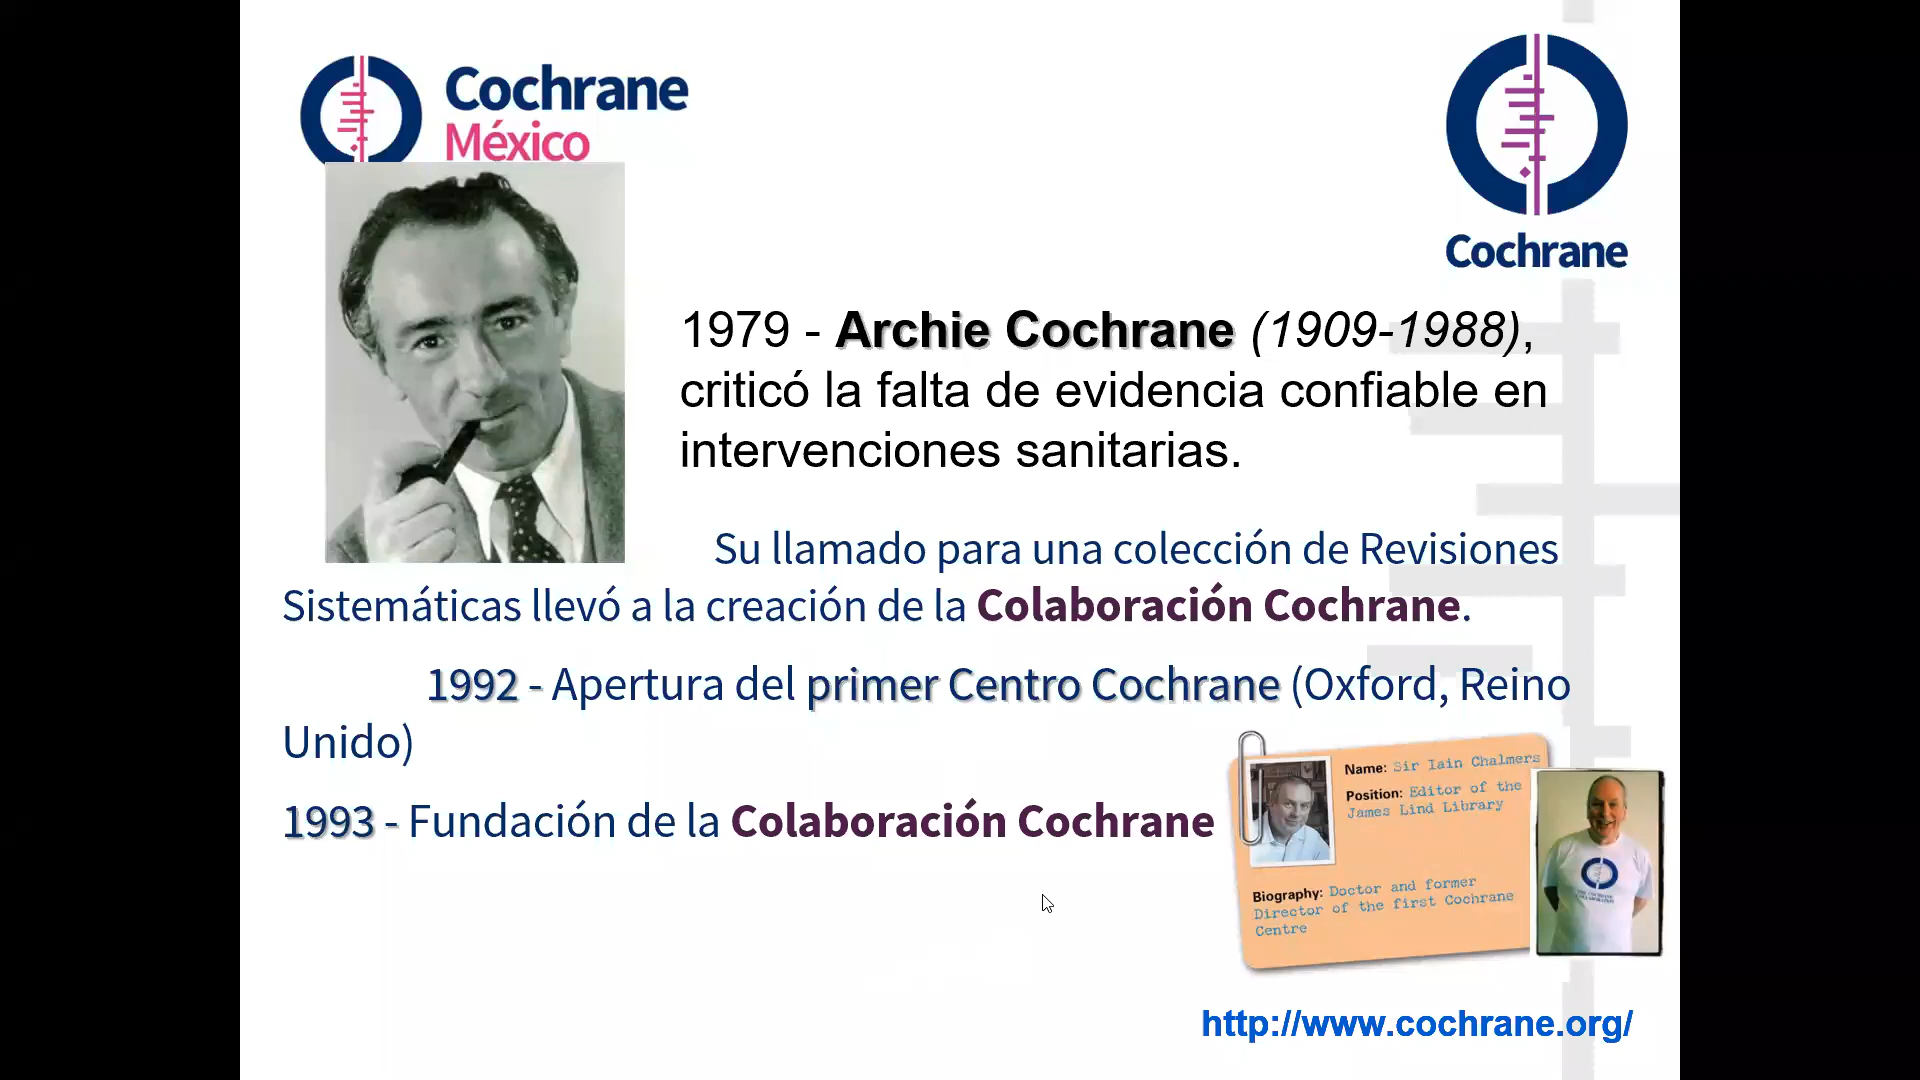 Cochrane
México
Cochrane
1979 - Archie Cochrane (1909-1988),
criticó la falta de evidencia confiable en
intervenciones sanitarias.
Su llamado para una colección de Revisiones
Sistemáticas llevó a la creación de la Colaboración Cochrane.
1992 - Apertura del primer Centro Cochrane (Oxford, Reino
Unido)
1993 - Fundación de la Colaboración Cochrane
Name: Sir Iain Chalmers
Position: Editor of the
James Lind Library
Biography: Doctor and former
Director of the first Cochrane
Centre
http://www.cochrane.org/